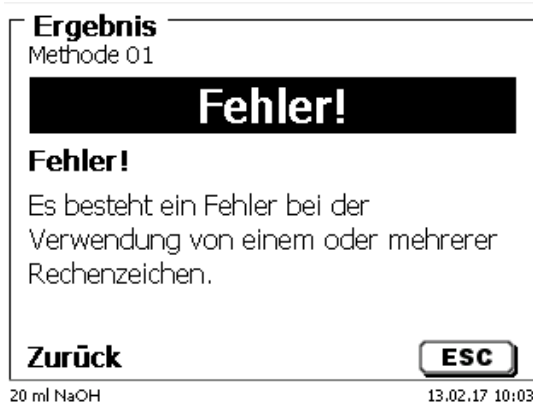 Ergebnis
Methode 01
Fehler!
Fehler!
Es besteht ein Fehler bei der
Verwendung von einem oder mehrerer
Rechenzeichen.
Zurück ESC
20 ml NaOH 13.02.17 10:03